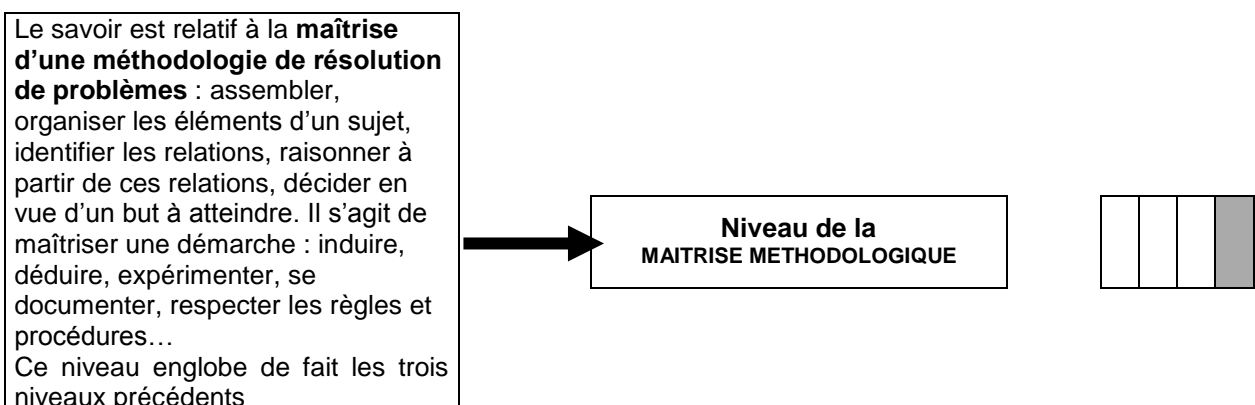 Le savoir est relatif à la maîtrise
d’une méthodologie de résolution
de problèmes : assembler,
organiser les éléments d’un sujet,
identifier les relations, raisonner à
partir de ces relations, décider en
vue d’un but à atteindre. Il s’agit de
maîtriser une démarche : induire,
déduire, expérimenter, se
documenter, respecter les règles et
procédures…
Ce niveau englobe de fait les trois
niveaux précédents
Niveau de la
MAITRISE METHODOLOGIQUE